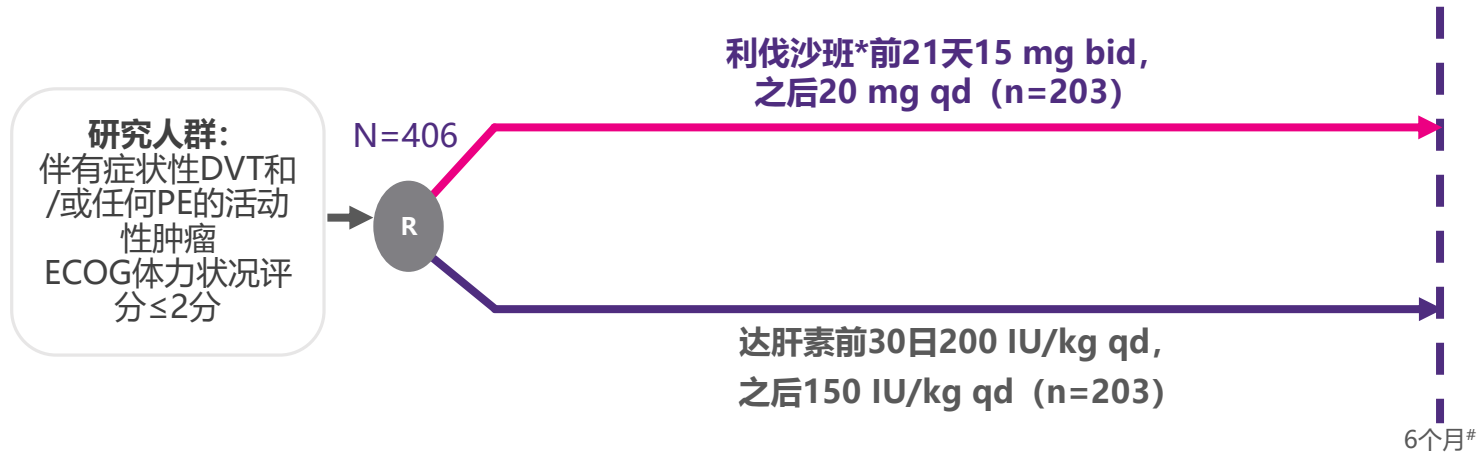 利伐沙班*前21天15 mg bid，
之后20 mg qd（n=203）
研究人群：
伴有症状性DVT和
/或任何PE的活动
性肿瘤
ECOG体力状况评
分≤2分
N=406
R
达肝素前30日200 IU/kg qd，
之后150 IU/kg qd（n=203）
6个月#